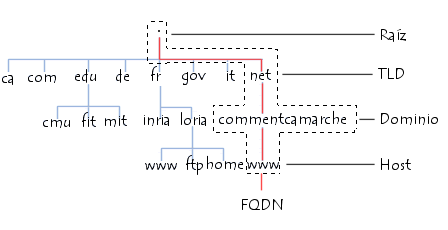 . Raíz
ca com edu de fr gov it net TLD
cmu fit mit inria loria commentcamarche Dominio
www ftp home www Host
FQDN